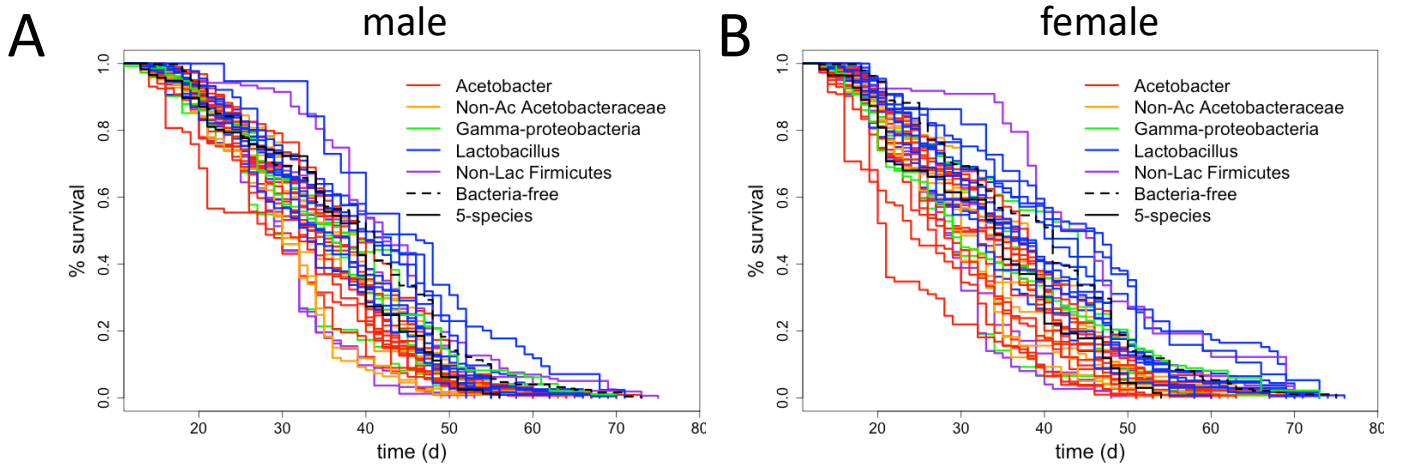 A
male
% survival
1.0
0.8
0.6
0.4
0.2
0.0
Acetobacter
Non-Ac Acetobacteraceae
Gamma-proteobacteria
Lactobacillus
Non-Lac Firmicutes
Bacteria-free
5-species
20 30 40 50 60 70 80
time (d)
B
female
% survival
1.0
0.8
0.6
0.4
0.2
0.0
Acetobacter
Non-Ac Acetobacteraceae
Gamma-proteobacteria
Lactobacillus
Non-Lac Firmicutes
Bacteria-free
5-species
20 30 40 50 60 70 80
time (d)